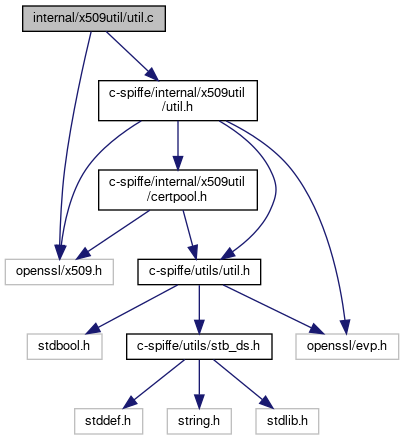 internal/x509util/util.c
c-spiffe/internal/x509util
/util.h
c-spiffe/internal/x509util
/certpool.h
openssl/x509.h
c-spiffe/utils/util.h
stdbool.h
c-spiffe/utils/stb_ds.h
openssl/evp.h
stddef.h
string.h
stdlib.h